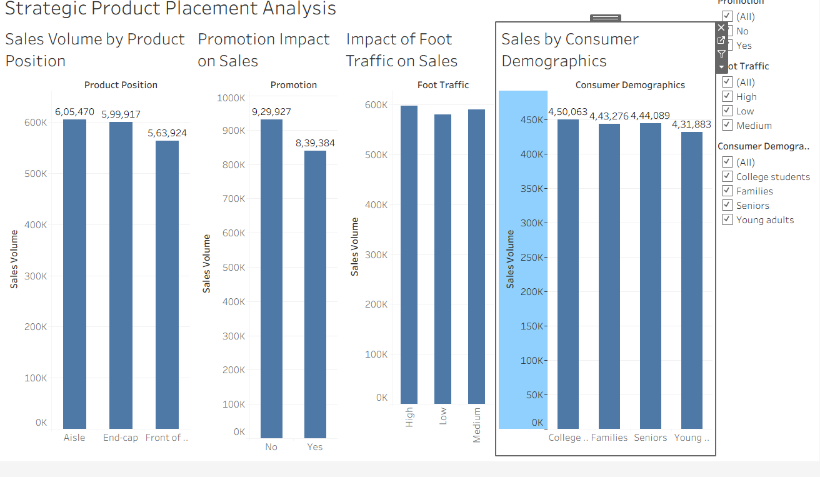 Strategic Product Placement Analysis
Sales Volume by Product
Position
Product Position
Sales Volume
600K
500K
400K
300K
200K
100K
0K
6,05,470
5,99,917
5,63,924
Aisle
End-cap
Front of ..
Promotion Impact
on Sales
Promotion
Sales Volume
1000K
900K
800K
700K
600K
500K
400K
300K
200K
100K
0K
9,29,927
8,39,384
No
Yes
Impact of Foot
Traffic on Sales
Foot Traffic
Sales Volume
600K
500K
400K
300K
200K
100K
0K
High
Low
Medium
Sales by Consumer
Demographics
Consumer Demographics
Sales Volume
450K
400K
350K
300K
250K
200K
150K
100K
50K
0K
4,50,063
4,43,276
4,44,089
4,31,883
College ..
Families
Seniors
Young ..
Promotion
(All)
No
Yes
ot Traffic
(All)
High
Low
Medium
Consumer Demogra..
(All)
College students
Families
Seniors
Young adults